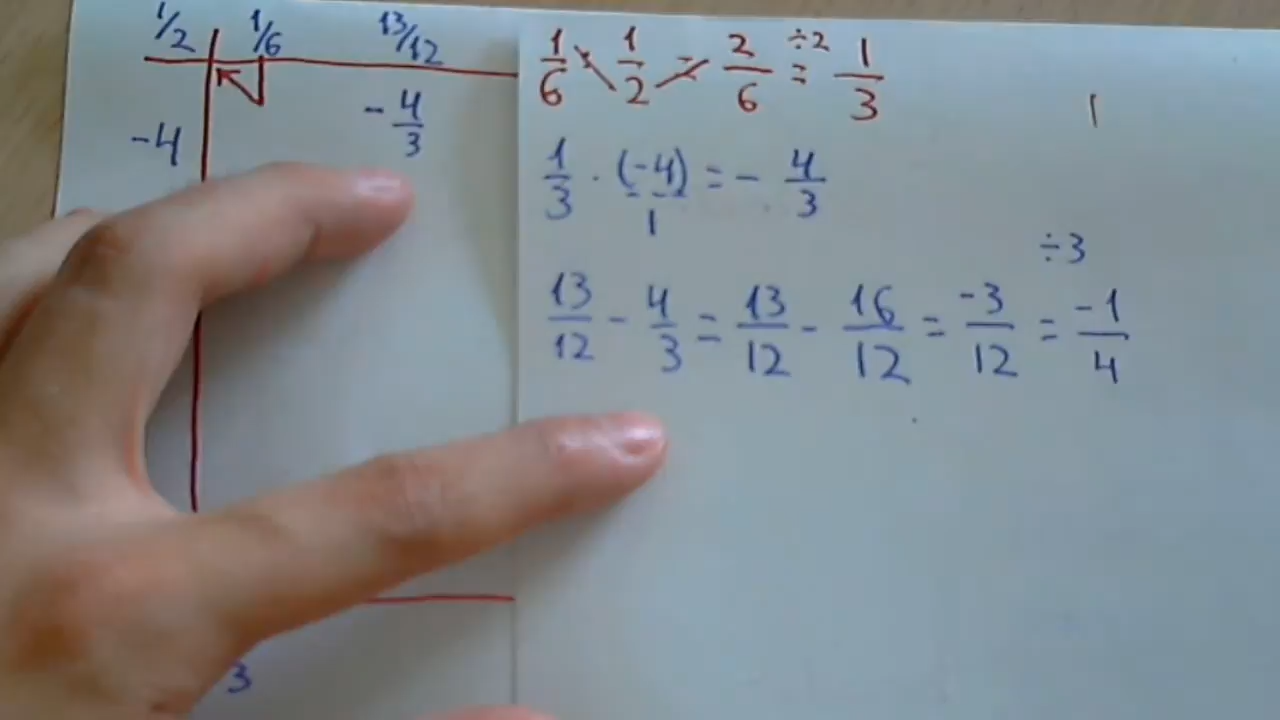 1/2 1/6 13/12
-4 -4/3
3
1/6 : 1/2 = 2/6 ÷2 = 1/3
1
1/3 · (-4)/1 = - 4/3
÷3
13/12 - 4/3 = 13/12 - 16/12 = -3/12 = -1/4